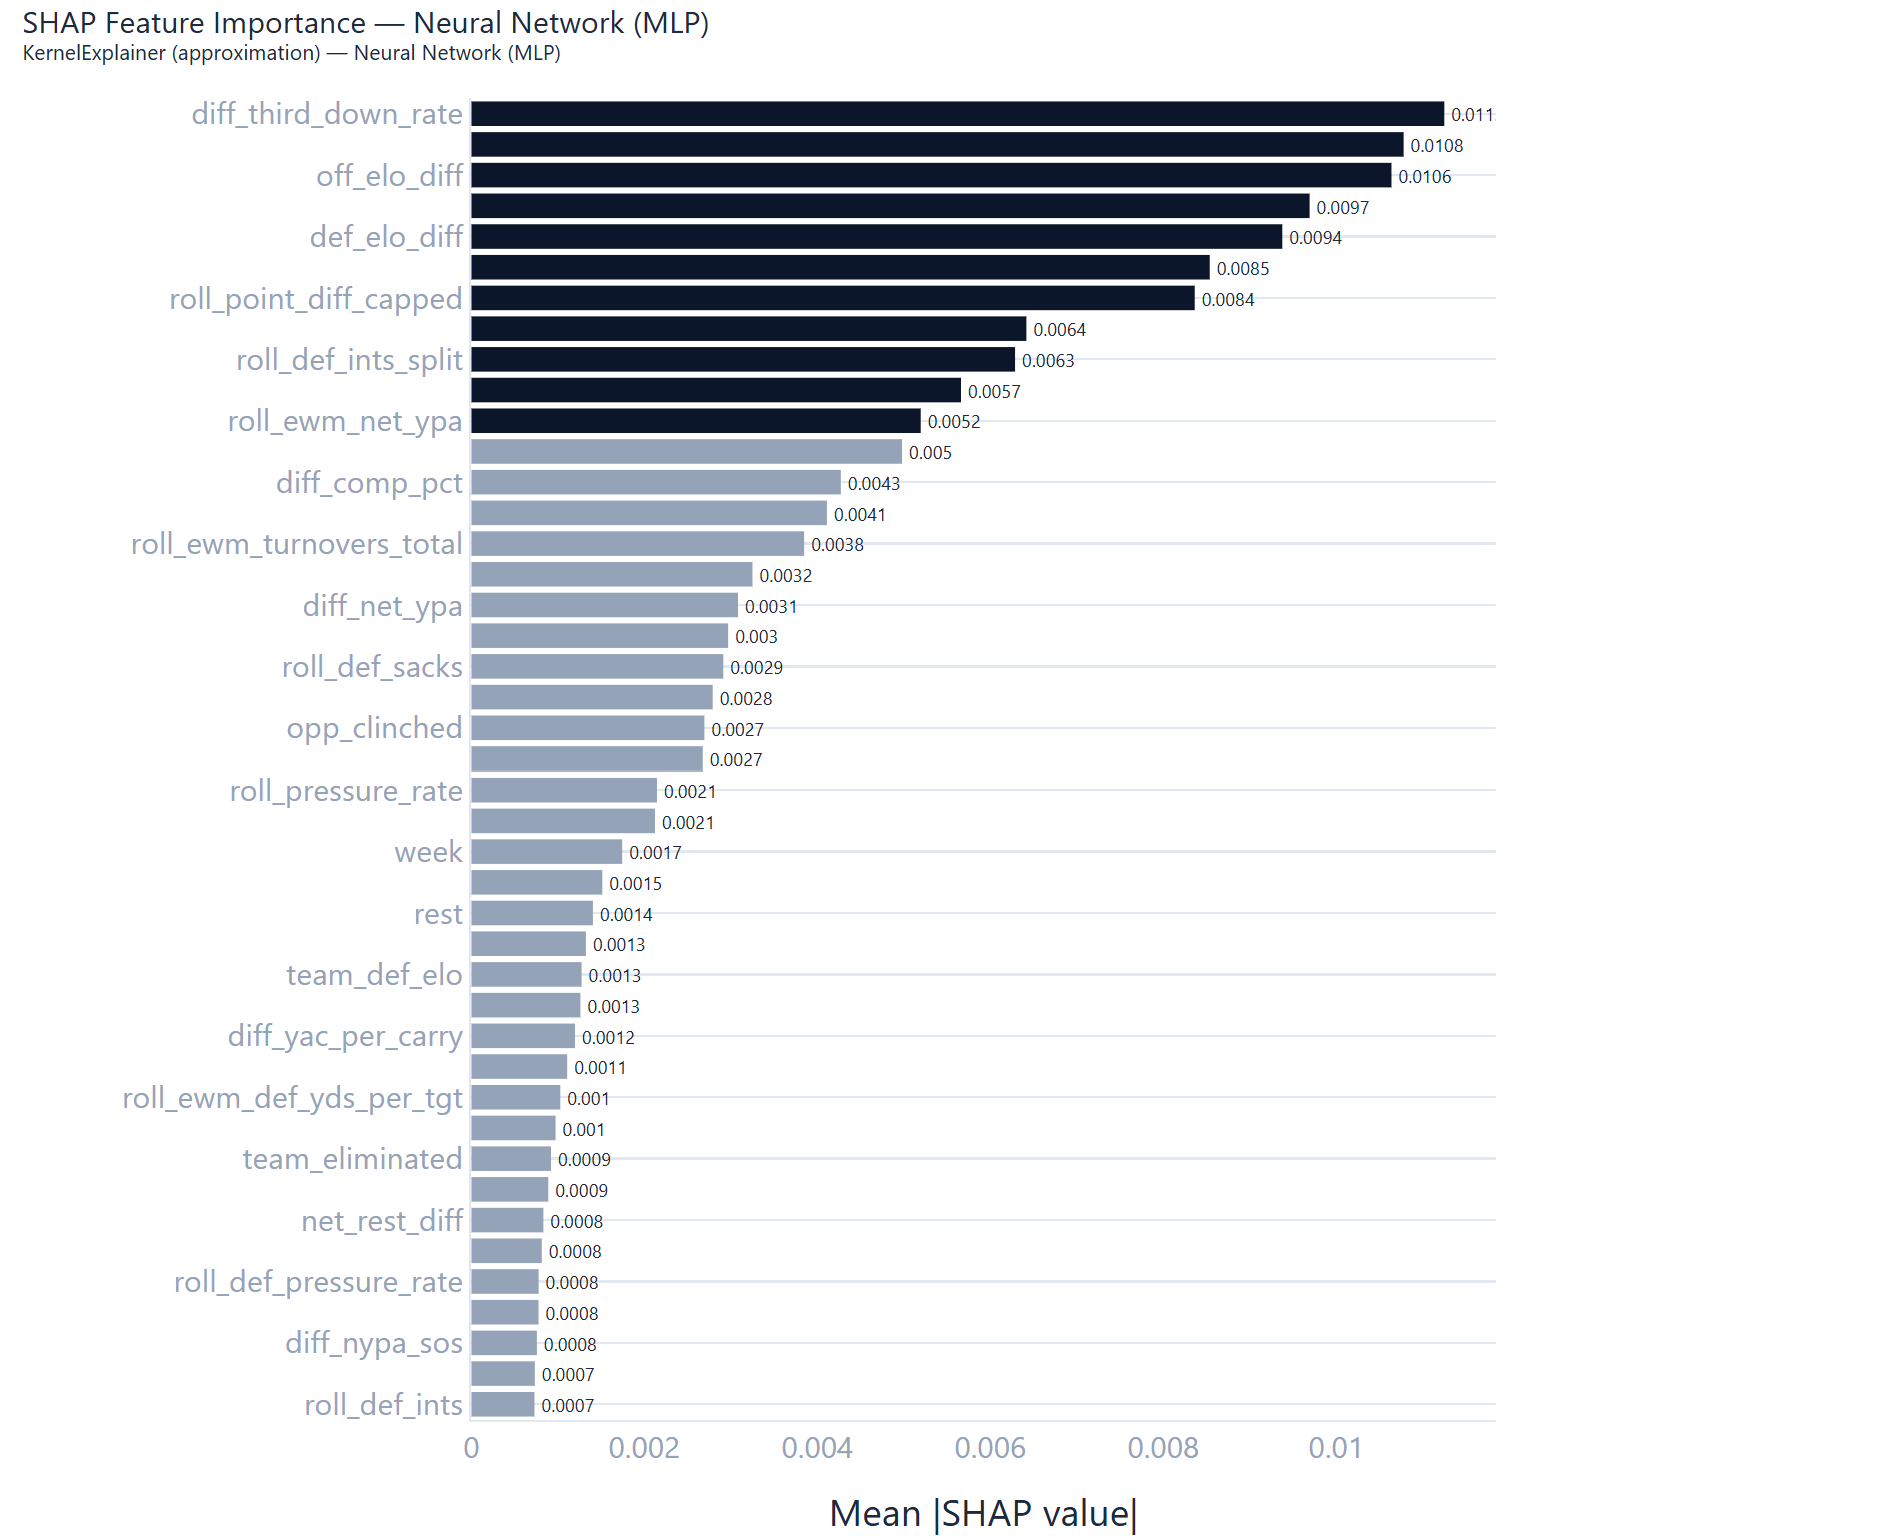 SHAP Feature Importance — Neural Network (MLP)
KernelExplainer (approximation) — Neural Network (MLP)
diff_third_down_rate 0.011
0.0108
off_elo_diff 0.0106
0.0097
def_elo_diff 0.0094
0.0085
roll_point_diff_capped 0.0084
0.0064
roll_def_ints_split 0.0063
0.0057
roll_ewm_net_ypa 0.0052
0.005
diff_comp_pct 0.0043
0.0041
roll_ewm_turnovers_total 0.0038
0.0032
diff_net_ypa 0.0031
0.003
roll_def_sacks 0.0029
0.0028
opp_clinched 0.0027
0.0027
roll_pressure_rate 0.0021
0.0021
week 0.0017
0.0015
rest 0.0014
0.0013
team_def_elo 0.0013
0.0013
diff_yac_per_carry 0.0012
0.0011
roll_ewm_def_yds_per_tgt 0.001
0.001
team_eliminated 0.0009
0.0009
net_rest_diff 0.0008
0.0008
roll_def_pressure_rate 0.0008
0.0008
diff_nypa_sos 0.0008
0.0007
roll_def_ints 0.0007
0 0.002 0.004 0.006 0.008 0.01
Mean |SHAP value|